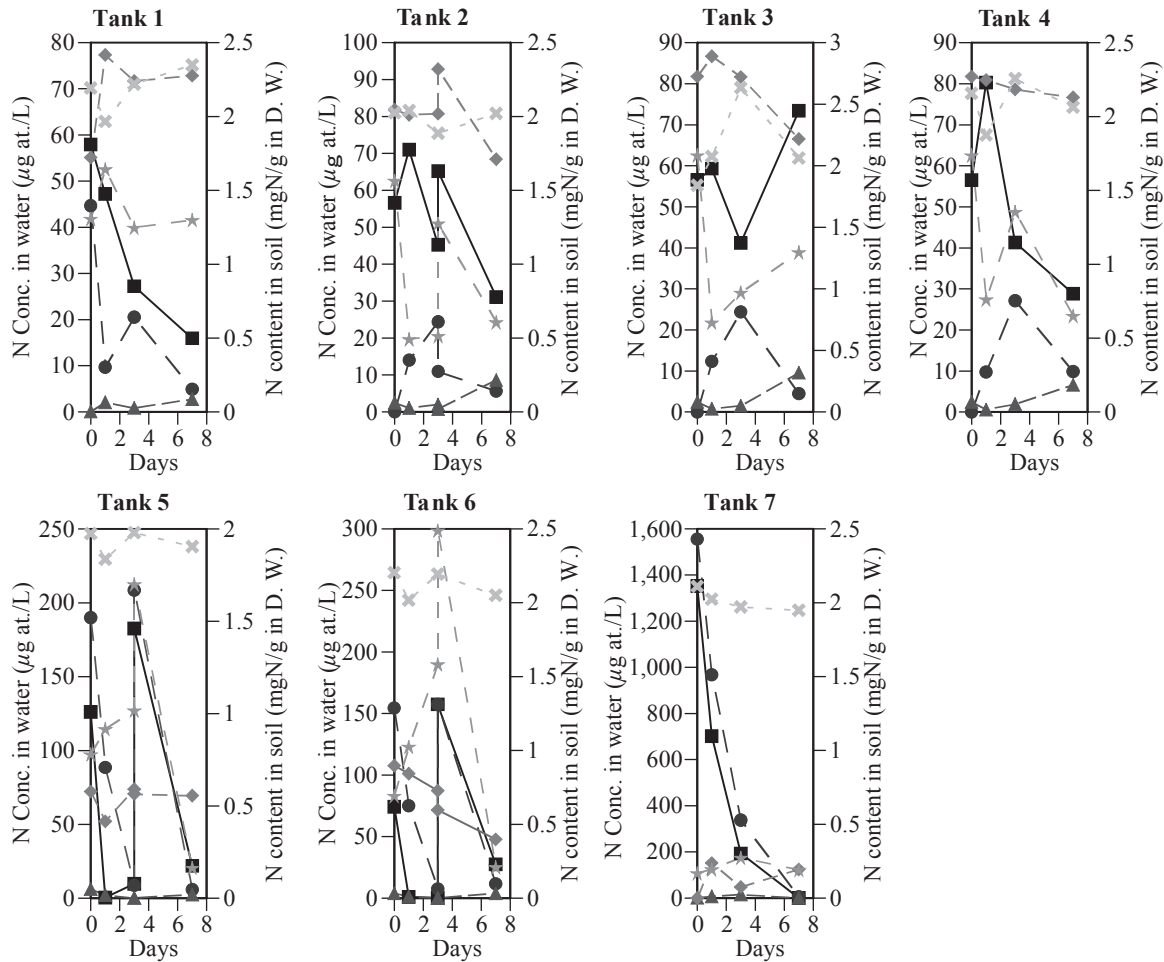 Tank 1
80
70
60
50
40
30
20
10
0
2.5
2
1.5
1
0.5
0
0 2 4 6 8
Days
N Conc. in water (µg at./L)
N content in soil (mgN/g in D. W.)
Tank 2
100
90
80
70
60
50
40
30
20
10
0
2.5
2
1.5
1
0.5
0
0 2 4 6 8
Days
N Conc. in water (µg at./L)
N content in soil (mgN/g in D. W.)
Tank 3
90
80
70
60
50
40
30
20
10
0
3
2.5
2
1.5
1
0.5
0
0 2 4 6 8
Days
N Conc. in water (µg at./L)
N content in soil (mgN/g in D. W.)
Tank 4
90
80
70
60
50
40
30
20
10
0
2.5
2
1.5
1
0.5
0
0 2 4 6 8
Days
N Conc. in water (µg at./L)
N content in soil (mgN/g in D. W.)
Tank 5
250
200
150
100
50
0
2
1.5
1
0.5
0
0 2 4 6 8
Days
N Conc. in water (µg at./L)
N content in soil (mgN/g in D. W.)
Tank 6
300
250
200
150
100
50
0
2.5
2
1.5
1
0.5
0
0 2 4 6 8
Days
N Conc. in water (µg at./L)
N content in soil (mgN/g in D. W.)
Tank 7
1,600
1,400
1,200
1,000
800
600
400
200
0
2.5
2
1.5
1
0.5
0
0 2 4 6 8
Days
N Conc. in water (µg at./L)
N content in soil (mgN/g in D. W.)